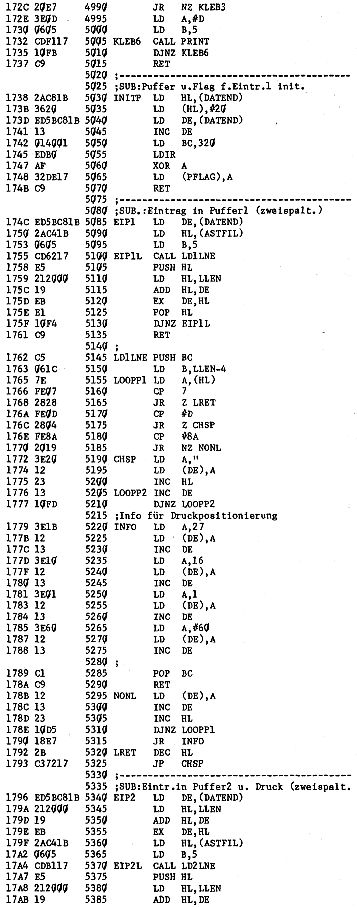 172C 20E7 4990 JR NZ KLEB3
172E 3E0D 4995 LD A,#D
1730 0605 5000 LD B,5
1732 CDF117 5005 KLEB6 CALL PRINT
1735 10FB 5010 DJNZ KLEB6
1737 C9 5015 RET
5020 ;------------------------------
5025 ;SUB:Puffer u.Flag f.Eintr.l init.
1738 2AC81B 5030 INITP LD HL,(DATEND)
173B 3620 5035 LD (HL),#20
173D ED5BC81B 5040 LD DE,(DATEND)
1741 13 5045 INC DE
1742 014001 5050 LD BC,320
1745 EDB0 5055 LDIR
1747 AF 5060 XOR A
1748 32DE17 5065 LD (PFLAG),A
174B C9 5070 RET
5075 ;------------------------------
5080 ;SUB.:Eintrag in Puffer1 (zweispalt.)
174C ED5BC81B 5085 EIP1 LD DE,(DATEND)
1750 2AC41B 5090 LD HL,(ASTFIL)
1753 0605 5095 LD B,5
1755 CD6217 5100 EIP1L CALL LD1LNE
1758 E5 5105 PUSH HL
1759 212000 5110 LD HL,LLEN
175C 19 5115 ADD HL,DE
175D EB 5120 EX DE,HL
175E E1 5125 POP HL
175F 10F4 5130 DJNZ EIP1L
1761 C9 5135 RET
5140 ;
1762 C5 5145 LD1LNE PUSH BC
1763 061C 5150 LD B,LLEN-4
1765 7E 5155 LOOPP1 LD A,(HL)
1766 FE07 5160 CP 7
1768 2828 5165 JR Z LRET
176A FE0D 5170 CP #D
176C 2804 5175 JR Z CHSP
176E FE8A 5180 CP #8A
1770 2019 5185 JR NZ NONL
1772 3E20 5190 CHSP LD A,"
1774 12 5195 LD (DE),A
1775 23 5200 INC HL
1776 13 5205 LOOPP2 INC DE
1777 10FD 5210 DJNZ LOOPP2
5215 ;Info für Druckpositionierung
1779 3E1B 5220 INFO LD A,27
177B 12 5225 LD (DE),A
177C 13 5230 INC DE
177D 3E10 5235 LD A,16
177F 12 5240 LD (DE),A
1780 13 5245 INC DE
1781 3E01 5250 LD A,1
1783 12 5255 LD (DE),A
1784 13 5260 INC DE
1785 3E60 5265 LD A,#60
1787 12 5270 LD (DE),A
1788 13 5275 INC DE
5280 ;
1789 C1 5285 POP BC
178A C9 5290 RET
178B 12 5295 NONL LD (DE),A
178C 13 5300 INC DE
178D 23 5305 INC HL
178E 10D5 5310 DJNZ LOOPP1
1790 18E7 5315 JR INFO
1792 2B 5320 LRET DEC HL
1793 C37217 5325 JP CHSP
5330 ;------------------------------
5335 ;SUB:Eintr.in Puffer2 u. Druck (zweispalt.
1796 ED5BC81B 5340 EIP2 LD DE,(DATEND)
179A 212000 5345 LD HL,LLEN
179D 19 5350 ADD HL,DE
179E EB 5355 EX DE,HL
179F 2AC41B 5360 LD HL,(ASTFIL)
17A2 0605 5365 LD B,5
17A4 CDB117 5370 EIP2L CALL LD2LNE
17A7 E5 5375 PUSH HL
17A8 212000 5380 LD HL,LLEN
17AB 19 5385 ADD HL,DE